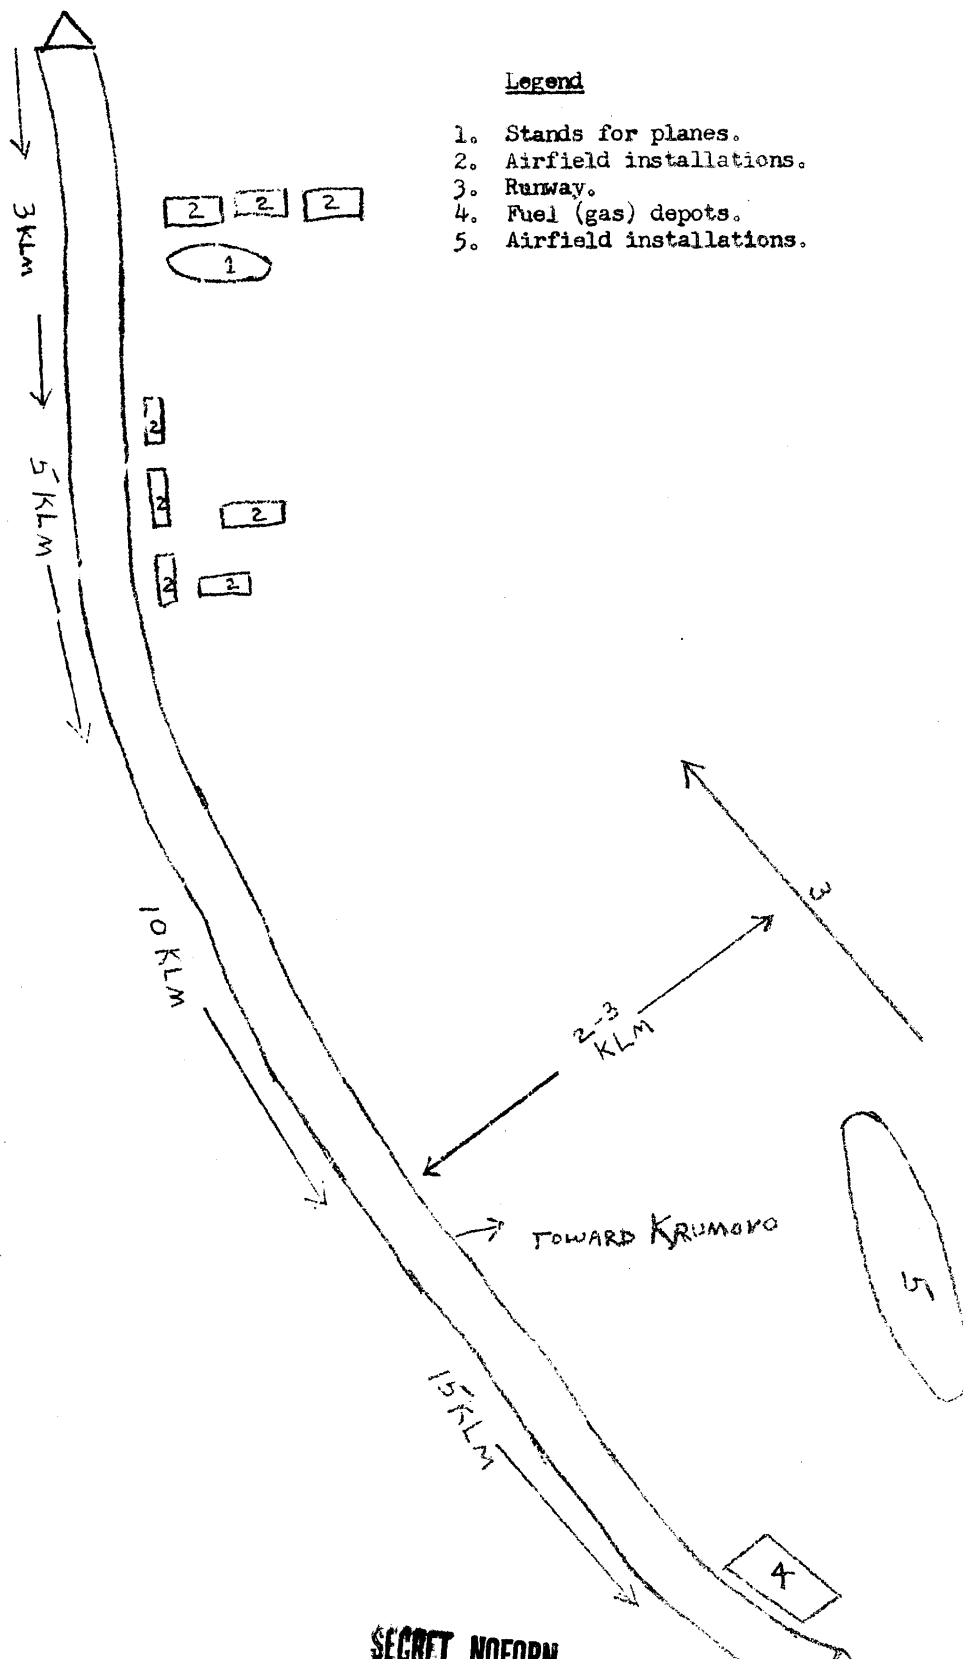 Legend
1. Stands for planes.
2. Airfield installations.
3. Runway.
4. Fuel (gas) depots.
5. Airfield installations.
3 KLM
2
2
2
1
2
5 KLM
2
2
2
2
3
10 KLM
2-3
KLM
TOWARD KRUMOVO
5
15 KLM
4
SECRET NOFORN